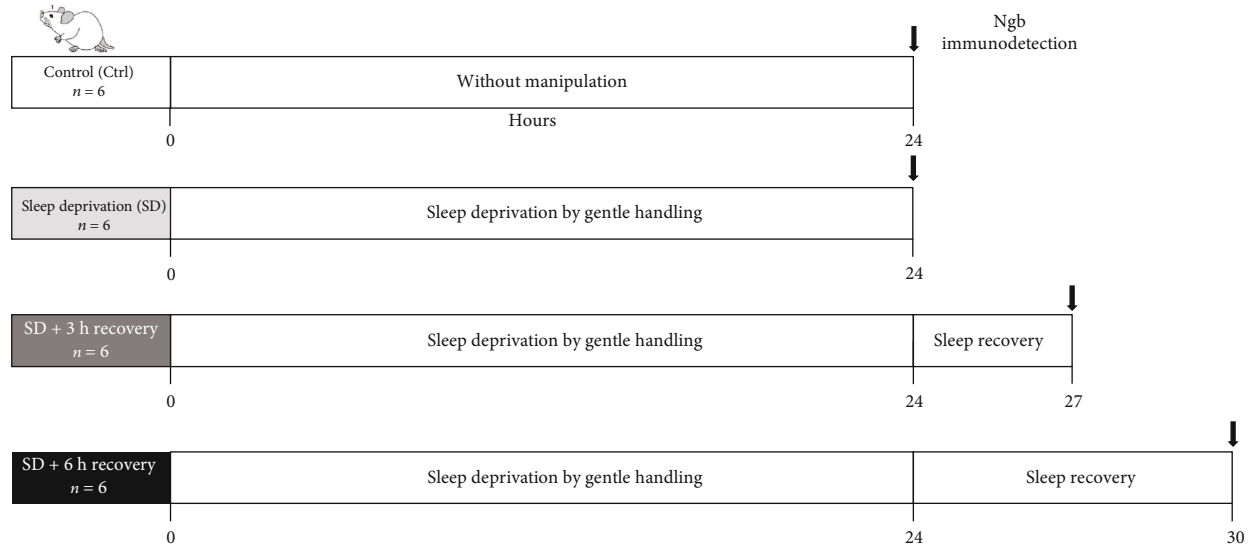 Ngb
immunodetection
Control (Ctrl)
n = 6
Without manipulation
Hours
0
24
Sleep deprivation (SD)
n = 6
Sleep deprivation by gentle handling
0
24
SD + 3 h recovery
n = 6
Sleep deprivation by gentle handling
Sleep recovery
0
24
27
SD + 6 h recovery
n = 6
Sleep deprivation by gentle handling
Sleep recovery
0
24
30